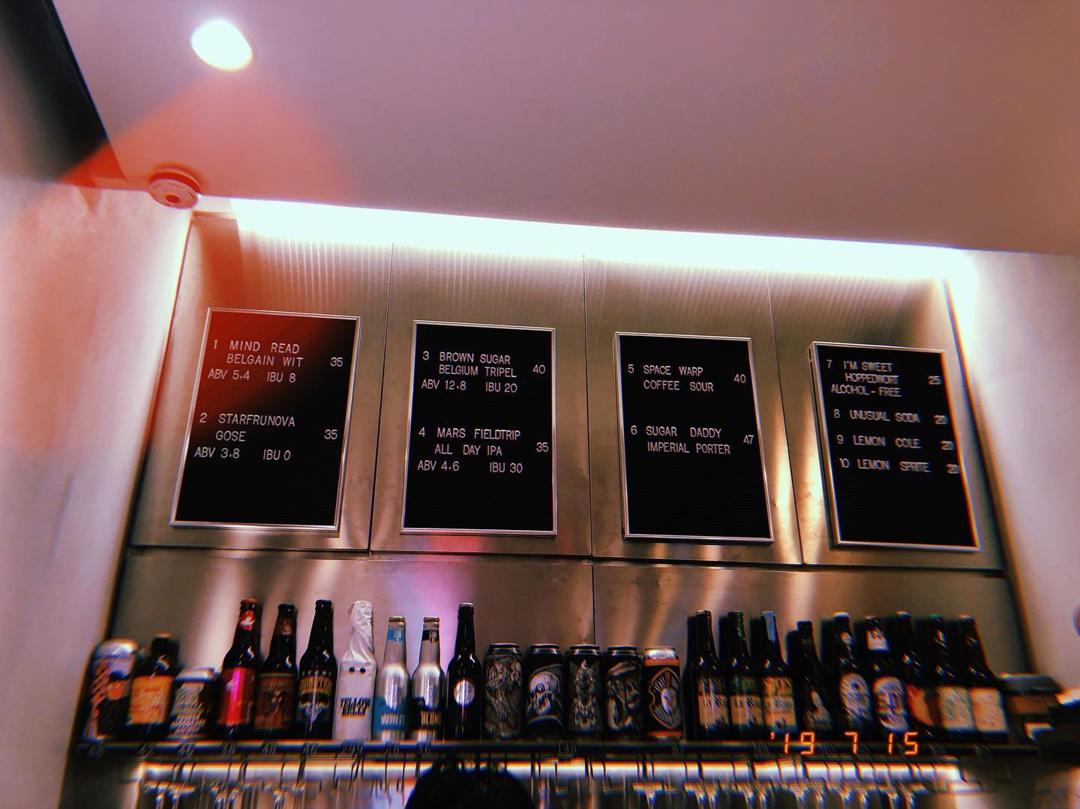 1 MIND READ
BELGAIN WIT 35
ABV 5.4 IBU 8
2 STARFRUNOVA
GOSE 35
ABV 3.8 IBU 0
3 BROWN SUGAR
BELGIUM TRIPEL 40
ABV 12.8 IBU 20
4 MARS FIELDTRIP
ALL DAY IPA 35
ABV 4.6 IBU 30
5 SPACE WARP
COFFEE SOUR 40
6 SUGAR DADDY
IMPERIAL PORTER 47
7 I'M SWEET
HOPPEDWORT 25
ALCOHOL - FREE
8 UNUSUAL SODA 20
9 LEMON COLE 20
10 LEMON SPRITE 20
'19 7 15